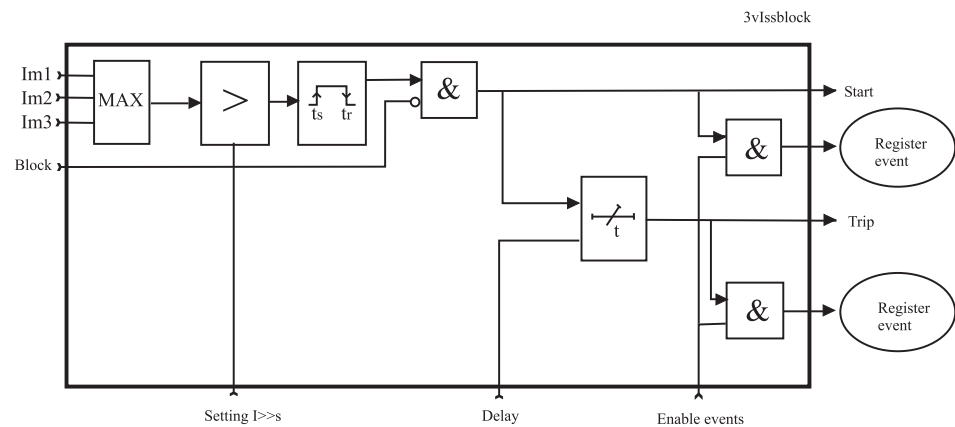 3vIssblock
Im1
Im2
Im3
MAX
>
ts tr
&
Start
Block
&
Register
event
t
Trip
&
Register
event
Setting I>>s
Delay
Enable events